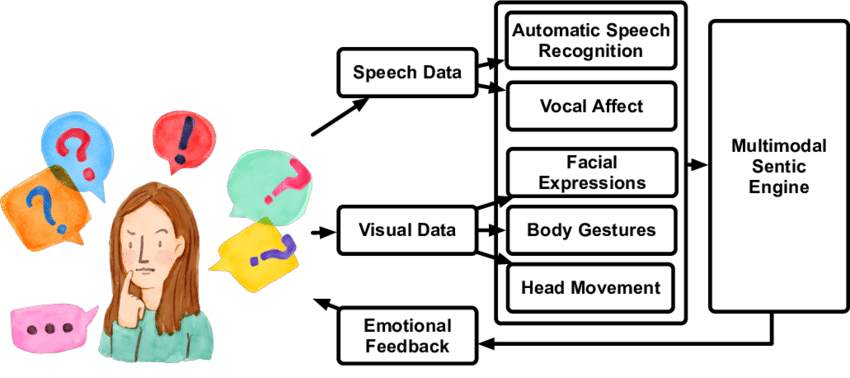 Automatic Speech
Recognition
Speech Data
Vocal Affect
Facial
Expressions
Visual Data
Body Gestures
Head Movement
Emotional
Feedback
Multimodal
Sentic
Engine
?
!
?
?
?
...